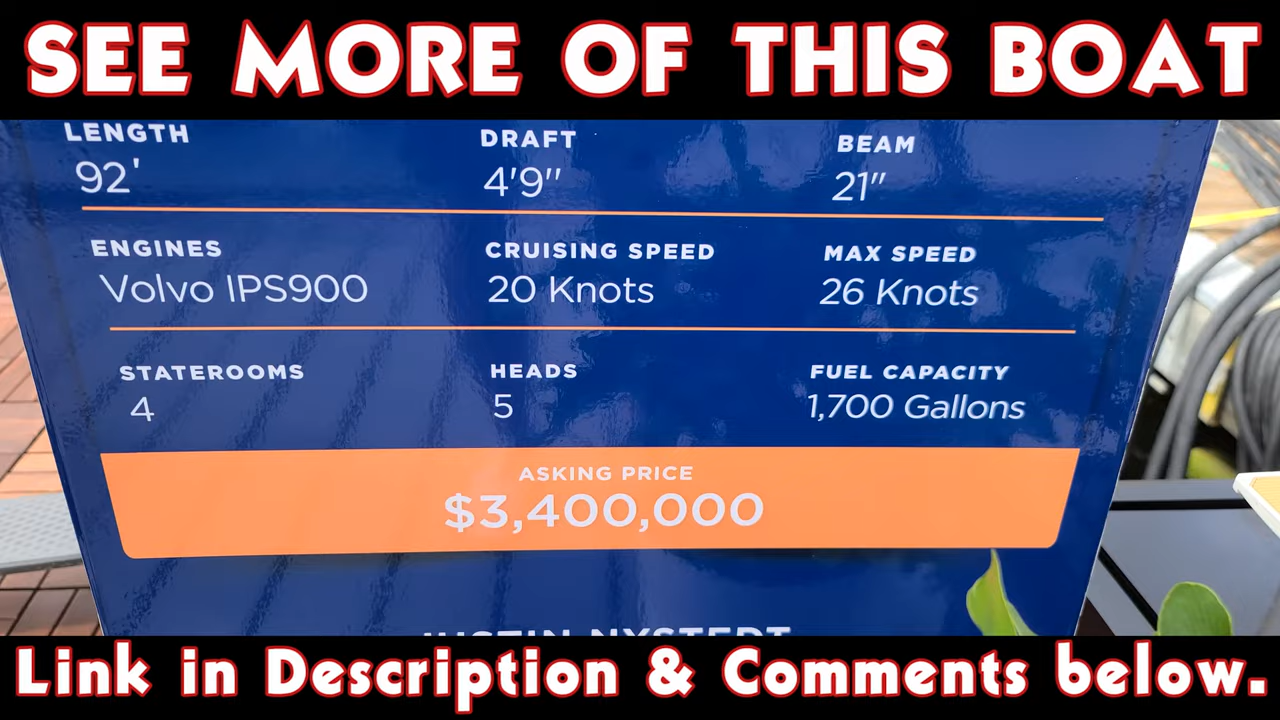 SEE MORE OF THIS BOAT
LENGTH DRAFT BEAM
92' 4'9" 21"
ENGINES CRUISING SPEED MAX SPEED
Volvo IPS900 20 Knots 26 Knots
STATEROOMS HEADS FUEL CAPACITY
4 5 1,700 Gallons
ASKING PRICE
$3,400,000
JUSTIN NYSTEDT
Link in Description & Comments below.